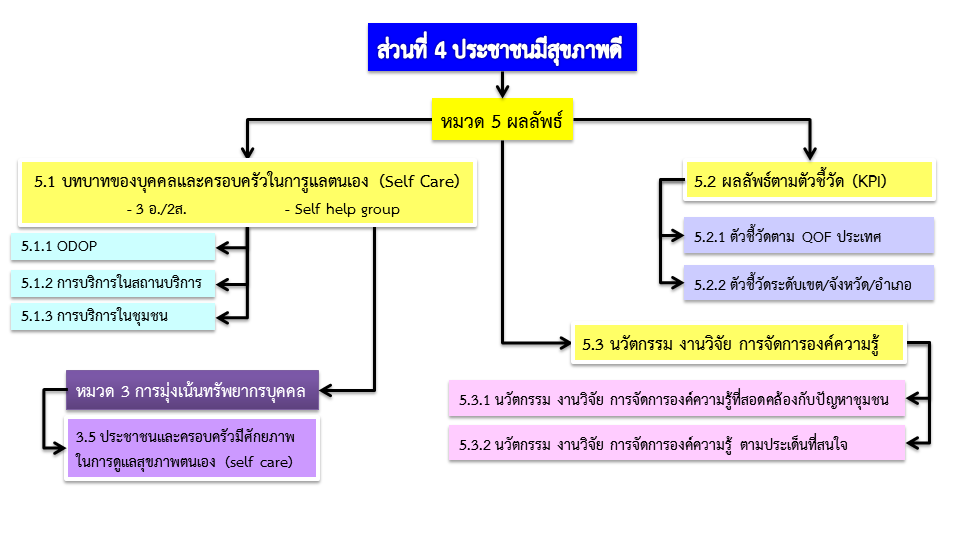 ส่วนที่ 4 ประชาชนมีสุขภาพดี
หมวด 5 ผลลัพธ์
5.1 บทบาทของบุคคลและครอบครัวในการูแลตนเอง (Self Care)
- 3 อ./2ส. - Self help group
5.1.1 ODOP
5.1.2 การบริการในสถานบริการ
5.1.3 การบริการในชุมชน
หมวด 3 การมุ่งเน้นทรัพยากรบุคคล
3.5 ประชาชนและครอบครัวมีศักยภาพ
ในการดูแลสุขภาพตนเอง (self care)
5.2 ผลลัพธ์ตามตัวชี้วัด (KPI)
5.2.1 ตัวชี้วัดตาม QOF ประเทศ
5.2.2 ตัวชี้วัดระดับเขต/จังหวัด/อำเภอ
5.3 นวัตกรรม งานวิจัย การจัดการองค์ความรู้
5.3.1 นวัตกรรม งานวิจัย การจัดการองค์ความรู้ที่สอดคล้องกับปัญหาชุมชน
5.3.2 นวัตกรรม งานวิจัย การจัดการองค์ความรู้ ตามประเด็นที่สนใจ